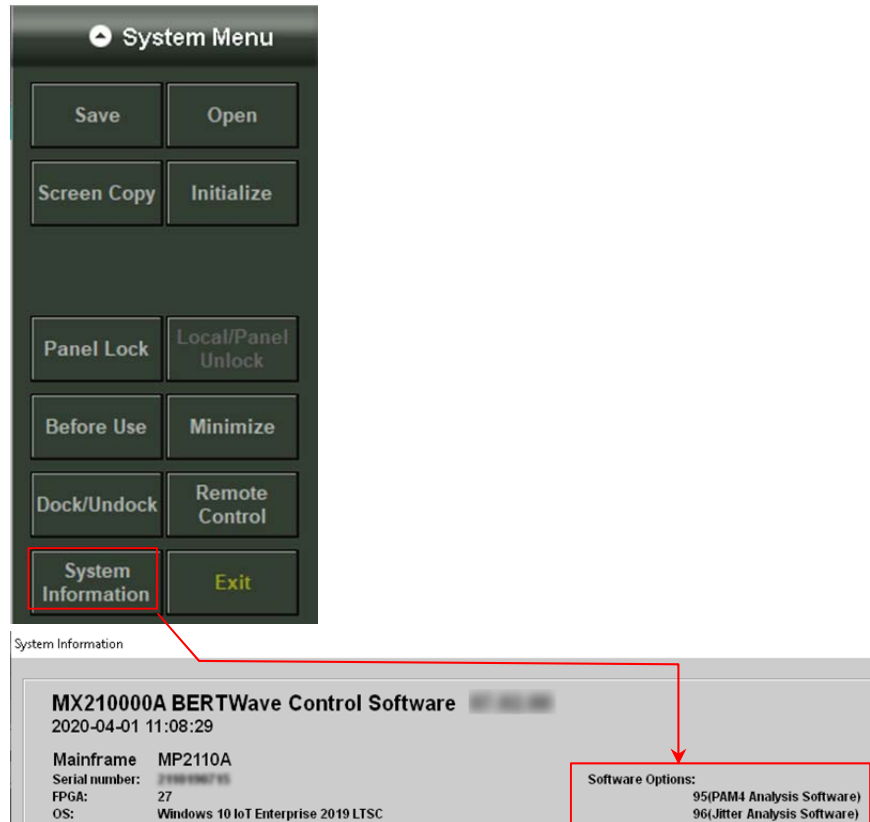 System Menu
Save Open
Screen Copy Initialize
Panel Lock Local/Panel
Unlock
Before Use Minimize
Dock/Undock Remote
Control
System
Information Exit
System Information
MX210000A BERTWave Control Software
2020-04-01 11:08:29
Mainframe MP2110A
Serial number:
FPGA: 27
OS: Windows 10 IoT Enterprise 2019 LTSC
Software Options:
95(PAM4 Analysis Software)
96(Jitter Analysis Software)